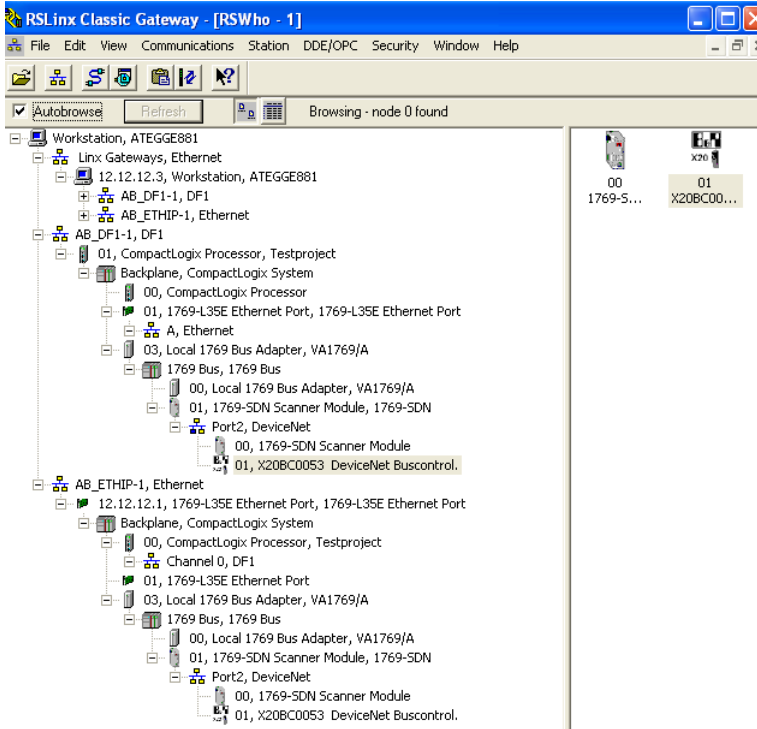 RSLinx Classic Gateway - [RSWho - 1]
File Edit View Communications Station DDE/OPC Security Window Help
Autobrowse Refresh Browsing - node 0 found
Workstation, ATEGGE881
Linx Gateways, Ethernet
12.12.12.3, Workstation, ATEGGE881
AB_DF1-1, DF1
AB_ETHIP-1, Ethernet
AB_DF1-1, DF1
01, CompactLogix Processor, Testproject
Backplane, CompactLogix System
00, CompactLogix Processor
01, 1769-L35E Ethernet Port, 1769-L35E Ethernet Port
A, Ethernet
03, Local 1769 Bus Adapter, VA1769/A
1769 Bus, 1769 Bus
00, Local 1769 Bus Adapter, VA1769/A
01, 1769-SDN Scanner Module, 1769-SDN
Port2, DeviceNet
00, 1769-SDN Scanner Module
01, X20BC0053 DeviceNet Buscontrol.
AB_ETHIP-1, Ethernet
12.12.12.1, 1769-L35E Ethernet Port, 1769-L35E Ethernet Port
Backplane, CompactLogix System
00, CompactLogix Processor, Testproject
Channel 0, DF1
01, 1769-L35E Ethernet Port
03, Local 1769 Bus Adapter, VA1769/A
1769 Bus, 1769 Bus
00, Local 1769 Bus Adapter, VA1769/A
01, 1769-SDN Scanner Module, 1769-SDN
Port2, DeviceNet
00, 1769-SDN Scanner Module
01, X20BC0053 DeviceNet Buscontrol.
X20
00 01
1769-S... X20BC00...